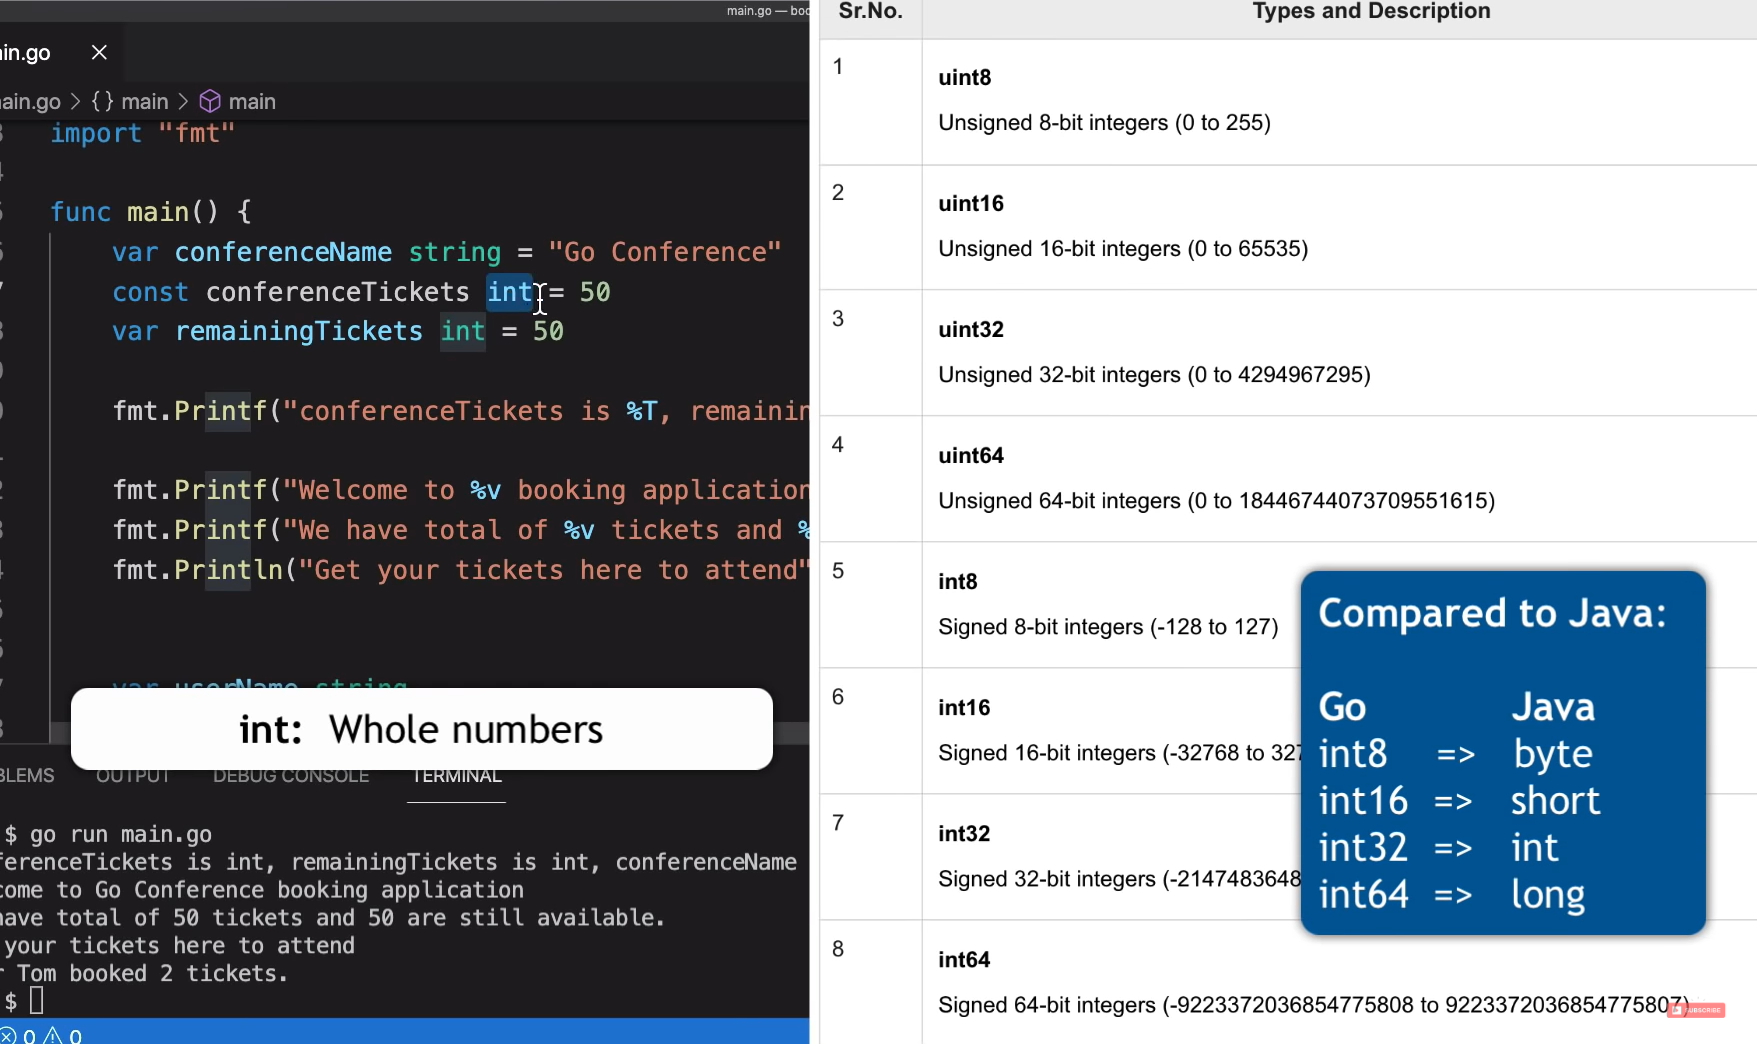 main.go — boo
in.go
ain.go > {} main > main
import "fmt"
func main() {
var conferenceName string = "Go Conference"
const conferenceTickets int = 50
var remainingTickets int = 50
fmt.Printf("conferenceTickets is %T, remainin
fmt.Printf("Welcome to %v booking application
fmt.Printf("We have total of %v tickets and %
fmt.Println("Get your tickets here to attend"
var userName string
int: Whole numbers
BLEMS OUTPUT DEBUG CONSOLE TERMINAL
$ go run main.go
ferenceTickets is int, remainingTickets is int, conferenceName
come to Go Conference booking application
have total of 50 tickets and 50 are still available.
your tickets here to attend
r Tom booked 2 tickets.
$
0 0
Sr.No. Types and Description
1 uint8
Unsigned 8-bit integers (0 to 255)
2 uint16
Unsigned 16-bit integers (0 to 65535)
3 uint32
Unsigned 32-bit integers (0 to 4294967295)
4 uint64
Unsigned 64-bit integers (0 to 18446744073709551615)
5 int8
Signed 8-bit integers (-128 to 127)
6 int16
Signed 16-bit integers (-32768 to 327
7 int32
Signed 32-bit integers (-2147483648
8 int64
Signed 64-bit integers (-9223372036854775808 to 9223372036854775807)
Compared to Java:
Go Java
int8 => byte
int16 => short
int32 => int
int64 => long
SUBSCRIBE